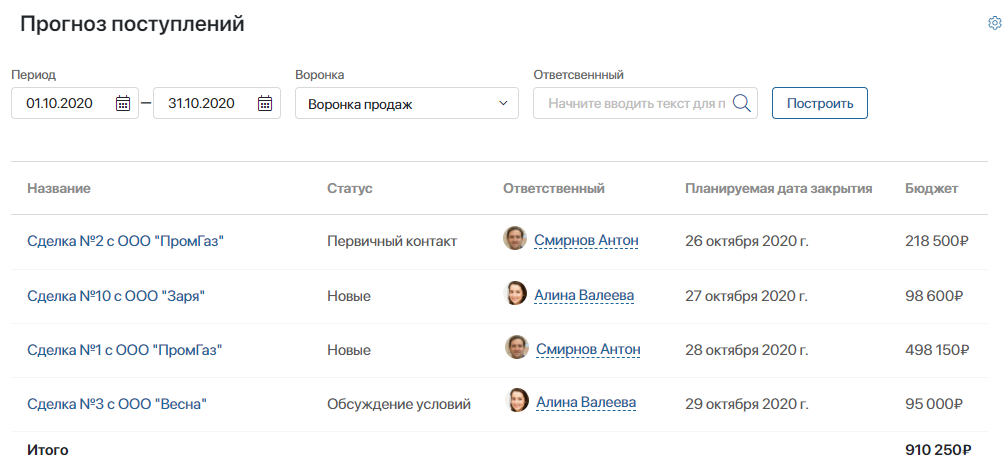 Прогноз поступлений
Период Воронка Ответсвеннный
01.10.2020 — 31.10.2020 Воронка продаж Начните вводить текст для п Построить
Название Статус Ответственный Планируемая дата закрытия Бюджет
Сделка №2 с ООО "ПромГаз" Первичный контакт Смирнов Антон 26 октября 2020 г. 218 500₽
Сделка №10 с ООО "Заря" Новые Алина Валеева 27 октября 2020 г. 98 600₽
Сделка №1 с ООО "ПромГаз" Новые Смирнов Антон 28 октября 2020 г. 498 150₽
Сделка №3 с ООО "Весна" Обсуждение условий Алина Валеева 29 октября 2020 г. 95 000₽
Итого 910 250₽